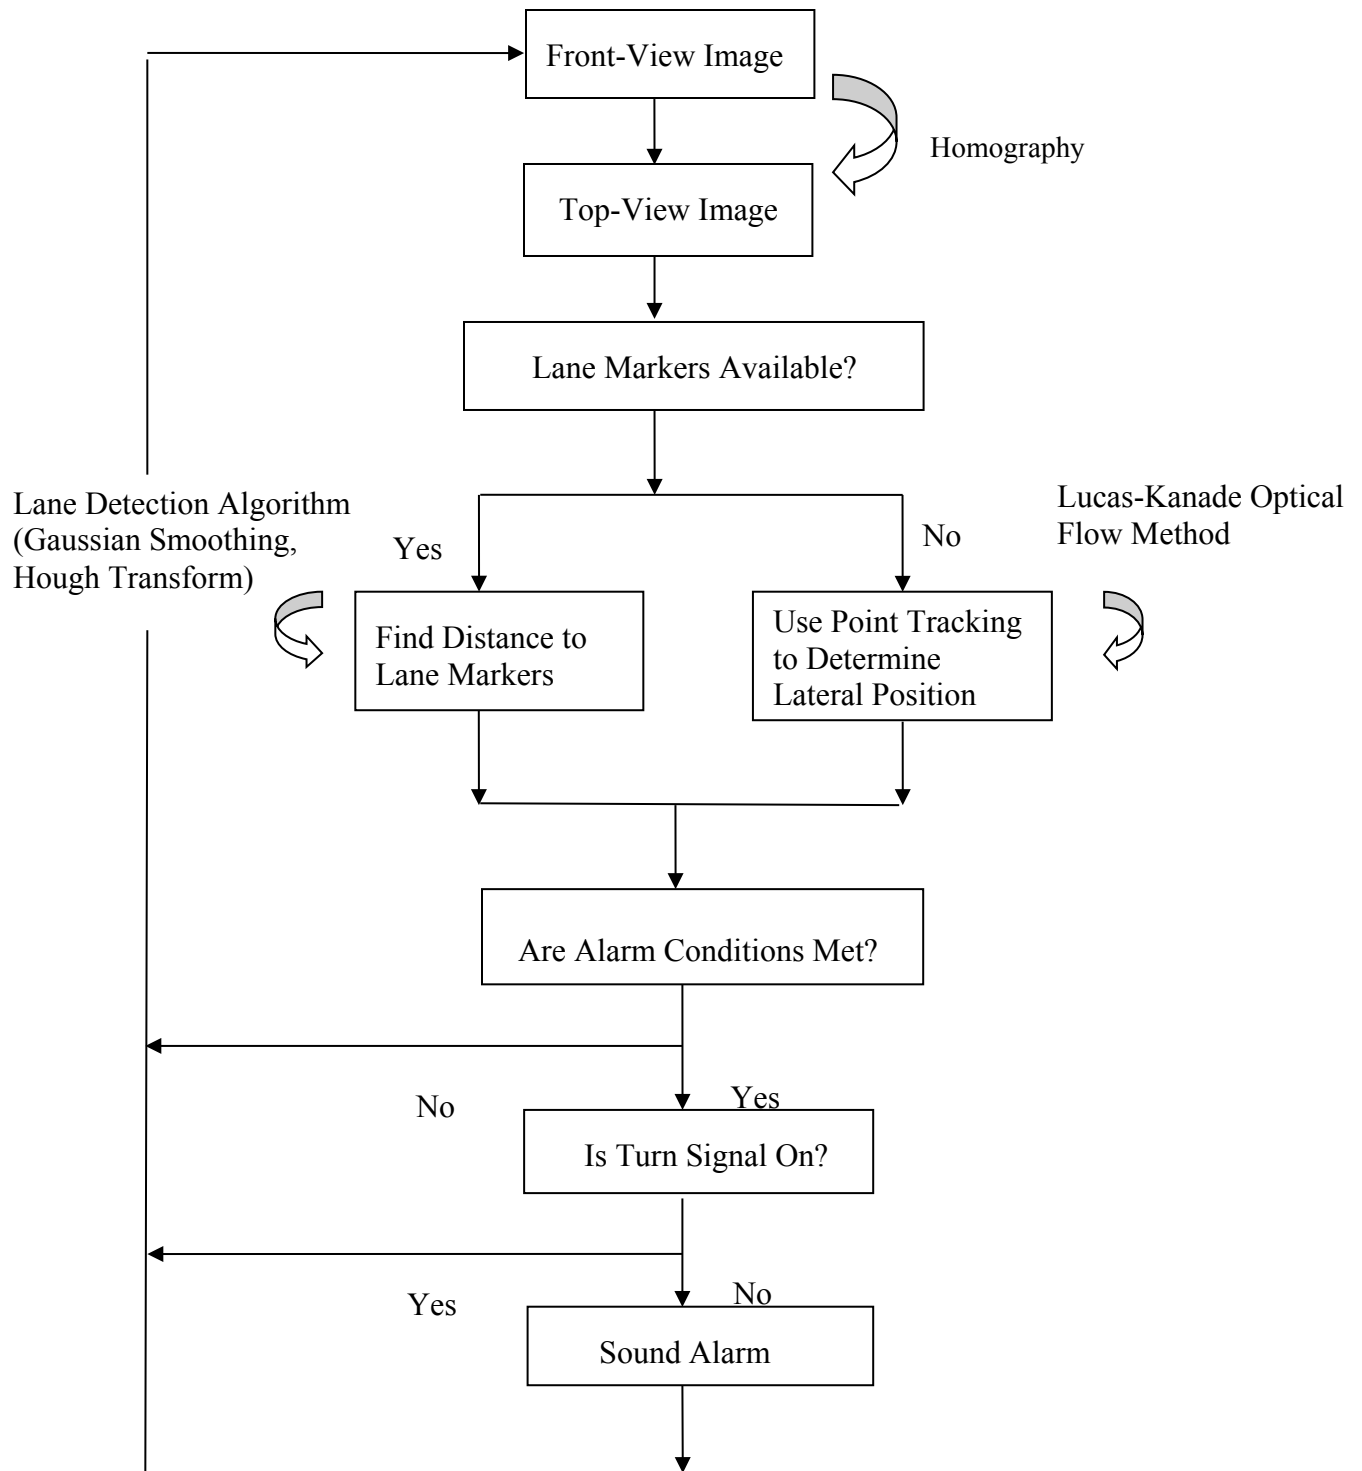 Front-View Image
Homography
Top-View Image
Lane Markers Available?
Lane Detection Algorithm
(Gaussian Smoothing,
Hough Transform)
Yes
No
Lucas-Kanade Optical
Flow Method
Find Distance to
Lane Markers
Use Point Tracking
to Determine
Lateral Position
Are Alarm Conditions Met?
No
Yes
Is Turn Signal On?
Yes
No
Sound Alarm